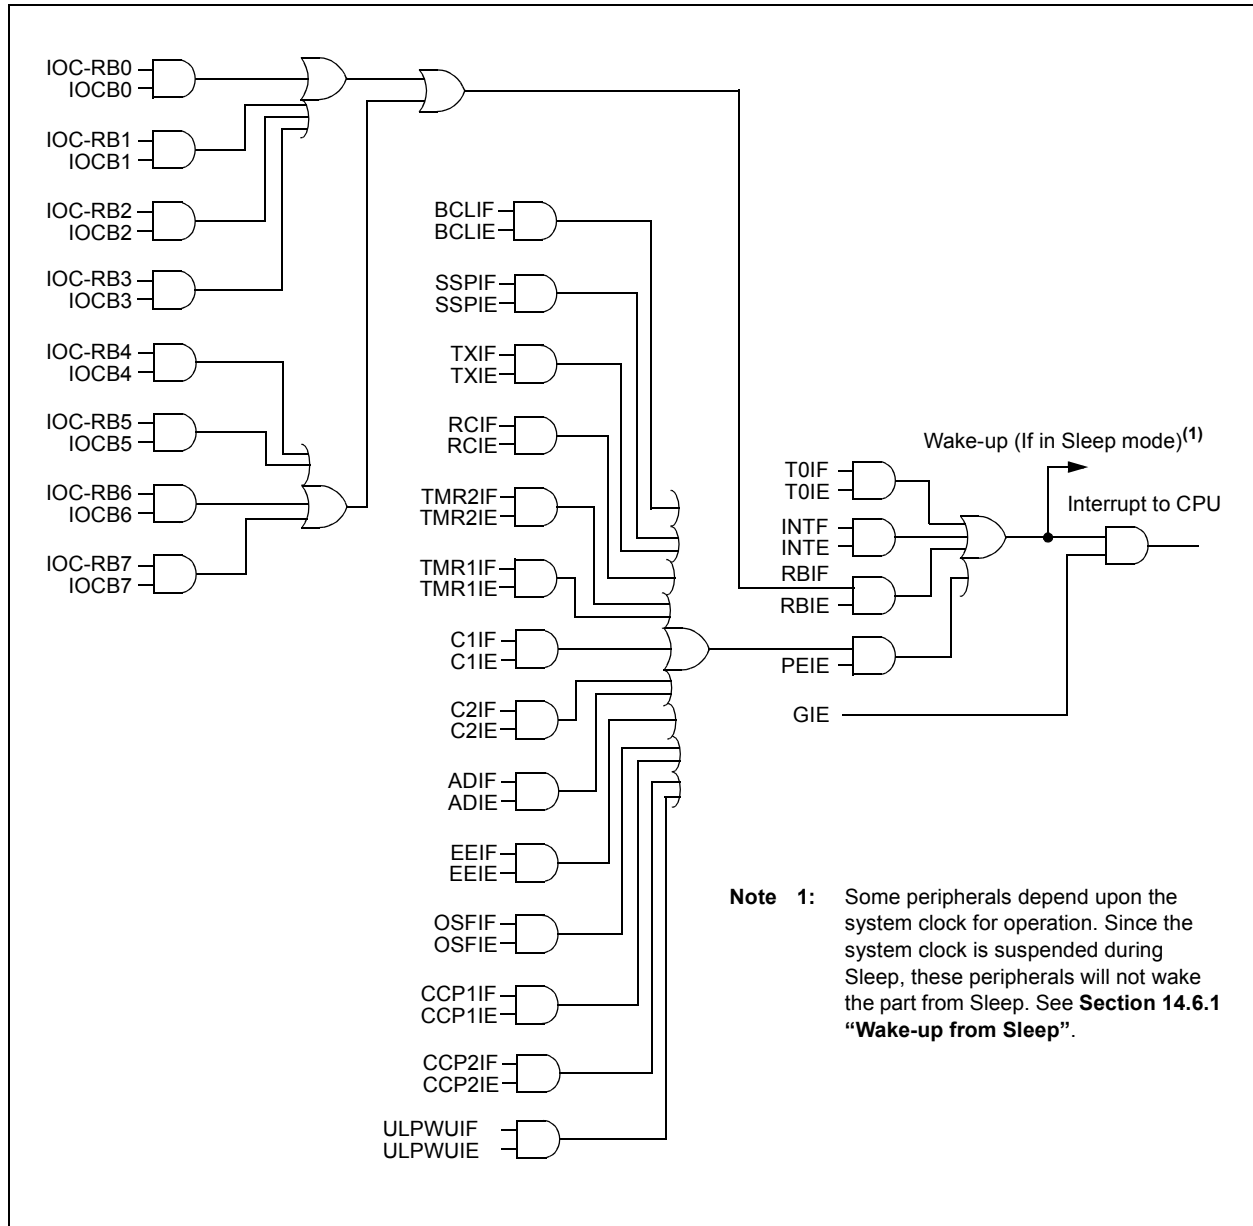 IOC-RB0
IOCB0
IOC-RB1
IOCB1
IOC-RB2
IOCB2
IOC-RB3
IOCB3
IOC-RB4
IOCB4
IOC-RB5
IOCB5
IOC-RB6
IOCB6
IOC-RB7
IOCB7
BCLIF
BCLIE
SSPIF
SSPIE
TXIF
TXIE
RCIF
RCIE
TMR2IF
TMR2IE
TMR1IF
TMR1IE
C1IF
C1IE
C2IF
C2IE
ADIF
ADIE
EEIF
EEIE
OSFIF
OSFIE
CCP1IF
CCP1IE
CCP2IF
CCP2IE
ULPWUIF
ULPWUIE
Wake-up (If in Sleep mode)(1)
T0IF
T0IE
Interrupt to CPU
INTF
INTE
RBIF
RBIE
PEIE
GIE
Note 1: Some peripherals depend upon the
system clock for operation. Since the
system clock is suspended during
Sleep, these peripherals will not wake
the part from Sleep. See Section 14.6.1
“Wake-up from Sleep”.